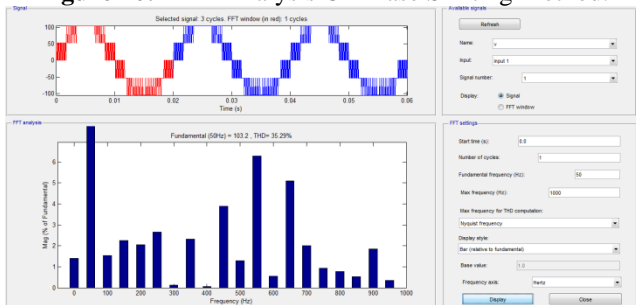 Signal
Selected signal: 3 cycles. FFT window (in red): 1 cycles
100
50
0
-50
-100
0 0.01 0.02 0.03 0.04 0.05 0.06
Time (s)
FFT analysis
Fundamental (50Hz) = 103.2 , THD= 35.29%
6
5
4
3
2
1
0
Mag (% of Fundamental)
0 100 200 300 400 500 600 700 800 900 1000
Frequency (Hz)
Available signals
Refresh
Name:
v
Input:
input 1
Signal number:
1
Display:
Signal
FFT window
FFT settings
Start time (s):
0.0
Number of cycles:
1
Fundamental frequency (Hz):
50
Max frequency (Hz):
1000
Max frequency for THD computation:
Nyquist frequency
Display style:
Bar (relative to fundamental)
Base value:
1.0
Frequency axis:
Hertz
Display
Close